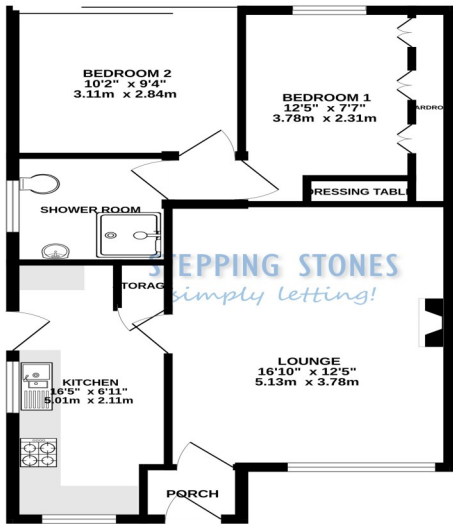 BEDROOM 2
10'2" x 9'4"
3.11m x 2.84m
BEDROOM 1
12'5" x 7'7"
3.78m x 2.31m
ARDRO
DRESSING TABL
SHOWER ROOM
STEPPING STONES
simply letting!
TORAG
LOUNGE
16'10" x 12'5"
5.13m x 3.78m
KITCHEN
16'5" x 6'11"
5.01m x 2.11m
PORCH